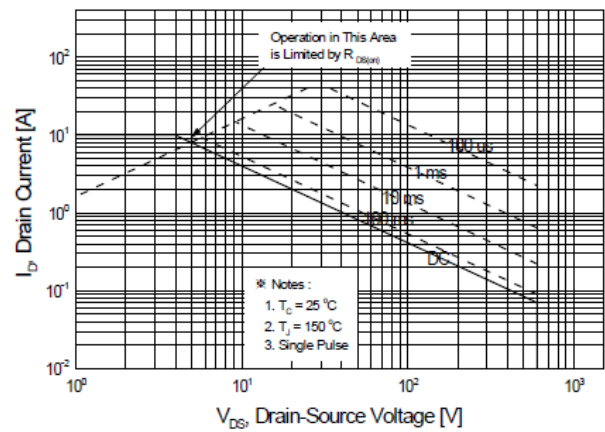 Operation in This Area
is Limited by R DS(on)
10²
10¹
10⁰
10⁻¹
10⁻²
I_D, Drain Current [A]
100 us
1 ms
10 ms
100 ms
DC
※ Notes :
1. T_C = 25 °C
2. T_J = 150 °C
3. Single Pulse
10⁰
10¹
10²
10³
V_DS, Drain-Source Voltage [V]